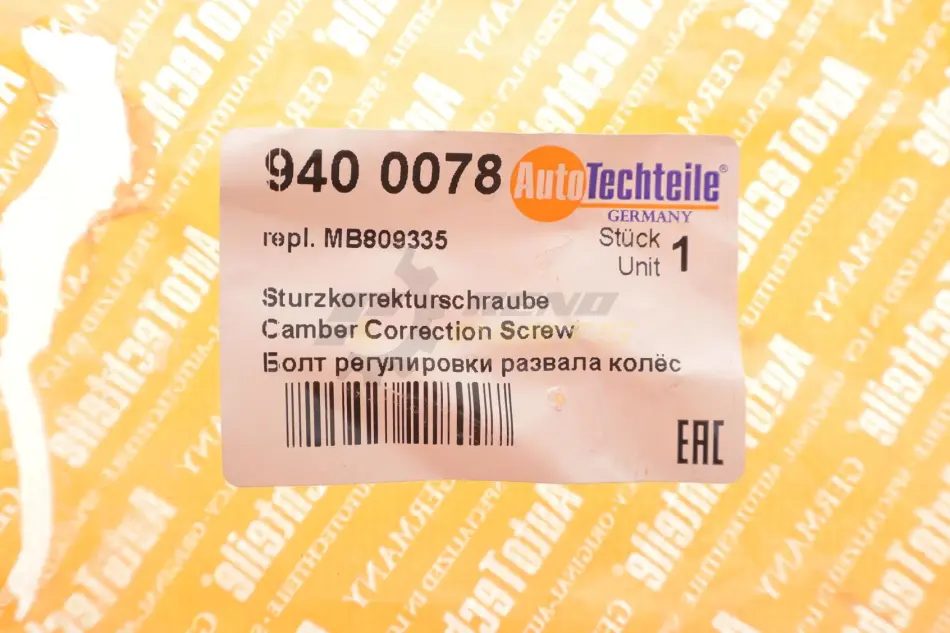 940 0078
AutoTechteile®
GERMANY
repl. MB809335
Stück
Unit 1
Sturzkorrekturschraube
Camber Correction Screw
Болт регулировки развала колёс
EAC